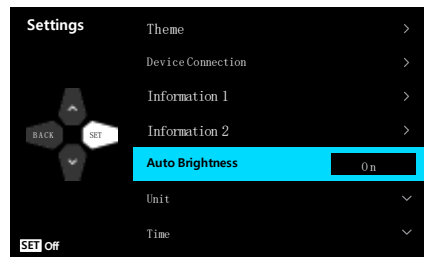 Settings
Theme
Device Connection
Information 1
BACK
SET
Information 2
Auto Brightness
On
Unit
Time
SET Off